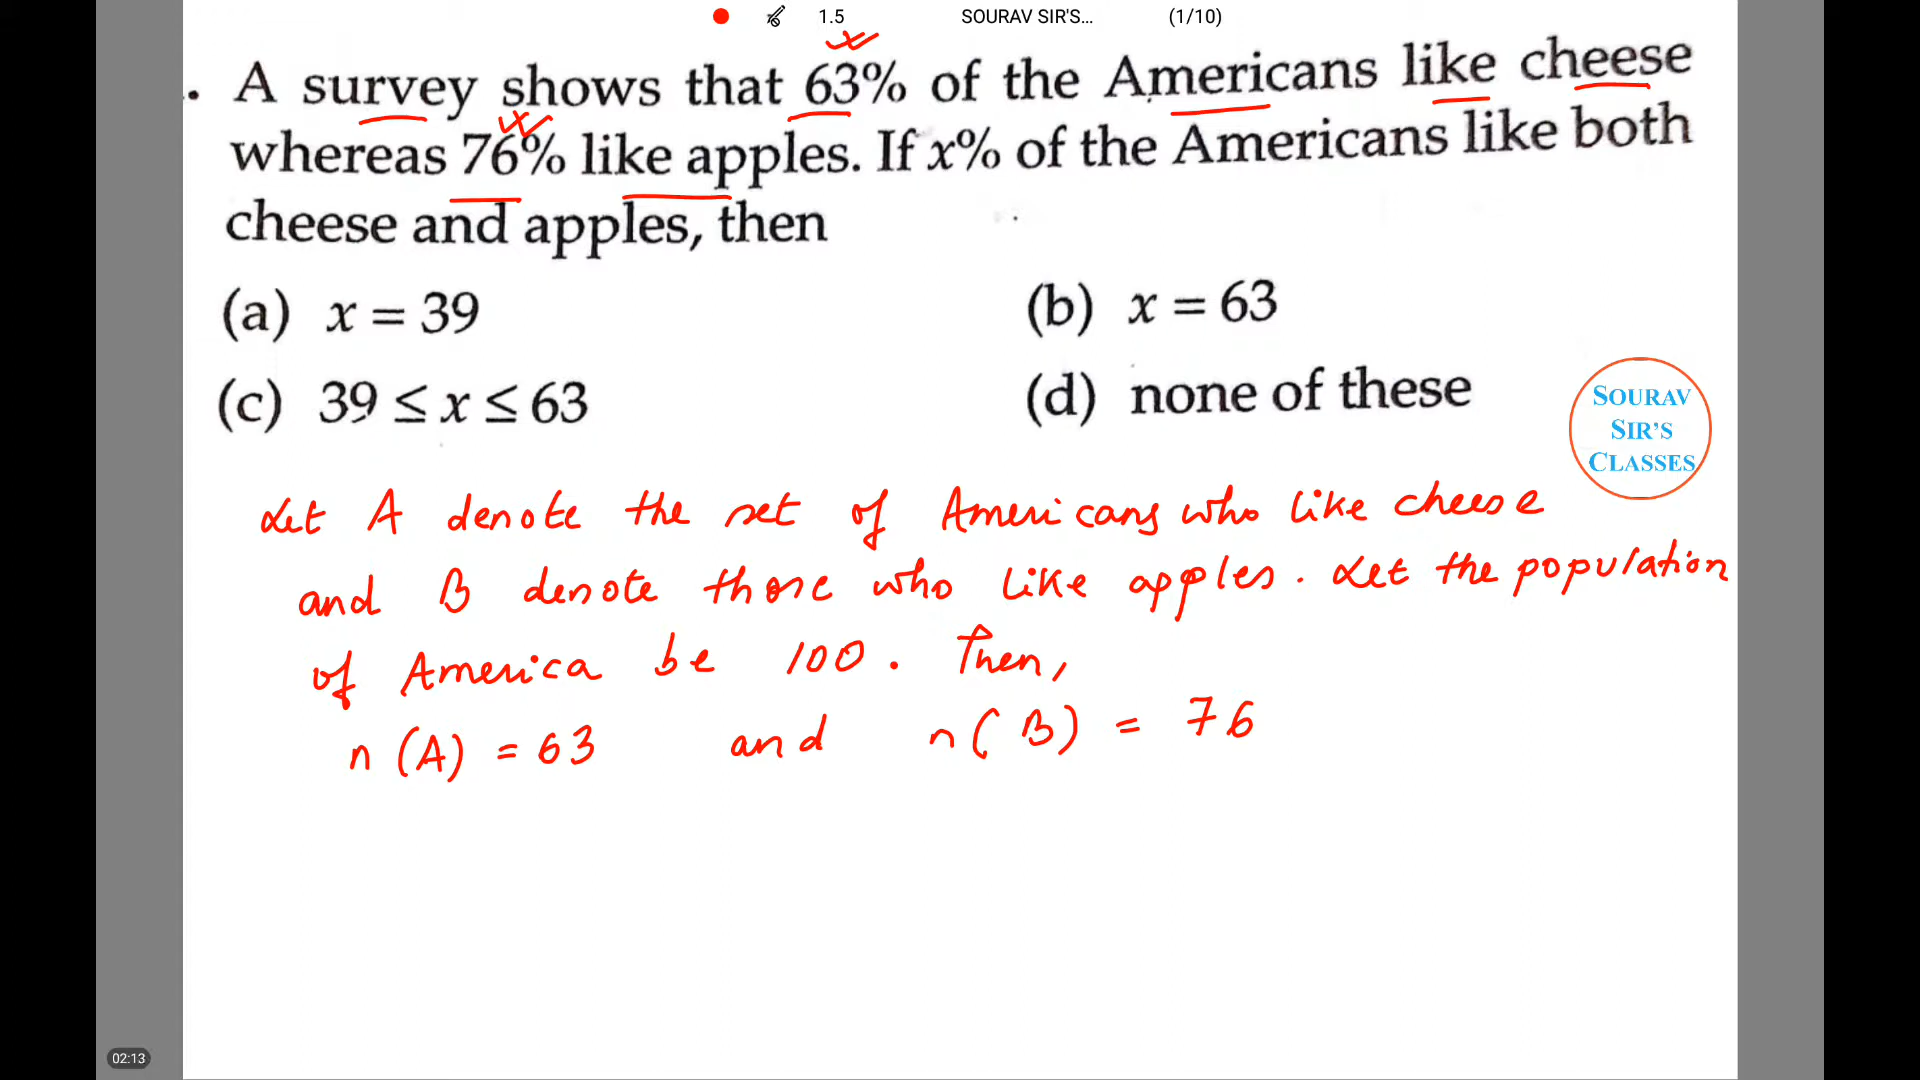 1.5 SOURAV SIR'S... (1/10)
. A survey shows that 63% of the Americans like cheese
whereas 76% like apples. If x% of the Americans like both
cheese and apples, then
(a) x = 39 (b) x = 63
(c) 39 ≤ x ≤ 63 (d) none of these
SOURAV
SIR'S
CLASSES
Let A denote the set of Americans who like cheese
and B denote those who like apples. Let the population
of America be 100. Then,
n(A) = 63 and n(B) = 76
02:13